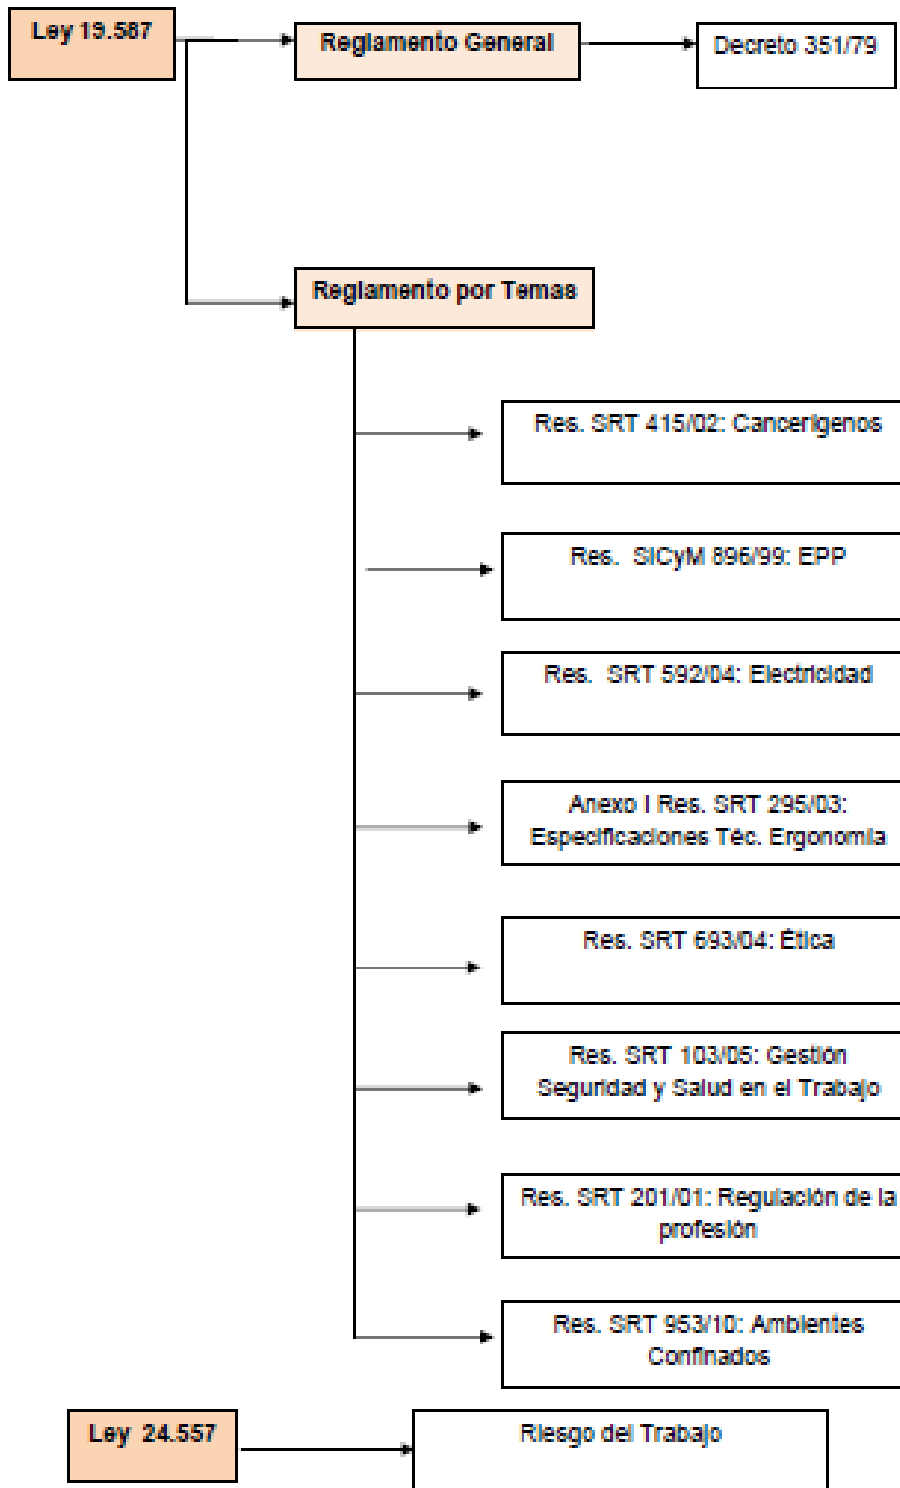 Ley 19.587
Reglamento General
Decreto 351/79
Reglamento por Temas
Res. SRT 415/02: Cancerígenos
Res. SICyM 896/99: EPP
Res. SRT 592/04: Electricidad
Anexo I Res. SRT 295/03:
Especificaciones Téc. Ergonomía
Res. SRT 693/04: Ética
Res. SRT 103/05: Gestión
Seguridad y Salud en el Trabajo
Res. SRT 201/01: Regulación de la
profesión
Res. SRT 953/10: Ambientes
Confinados
Ley 24.557
Riesgo del Trabajo